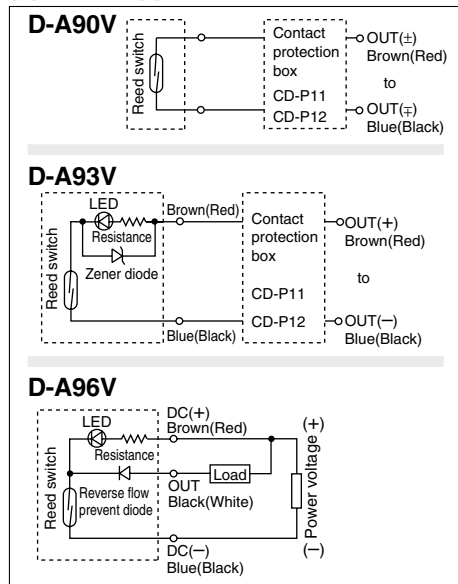 D-A90V
Reed switch
Contact
protection
box
CD-P11
CD-P12
OUT(±)
Brown(Red)
to
OUT(∓)
Blue(Black)
D-A93V
LED
Resistance
Zener diode
Reed switch
Brown(Red)
Blue(Black)
Contact
protection
box
CD-P11
CD-P12
OUT(+)
Brown(Red)
to
OUT(−)
Blue(Black)
D-A96V
LED
Resistance
Reverse flow
prevent diode
Reed switch
DC(+)
Brown(Red)
Load
OUT
Black(White)
DC(−)
Blue(Black)
(+)
Power voltage
(−)